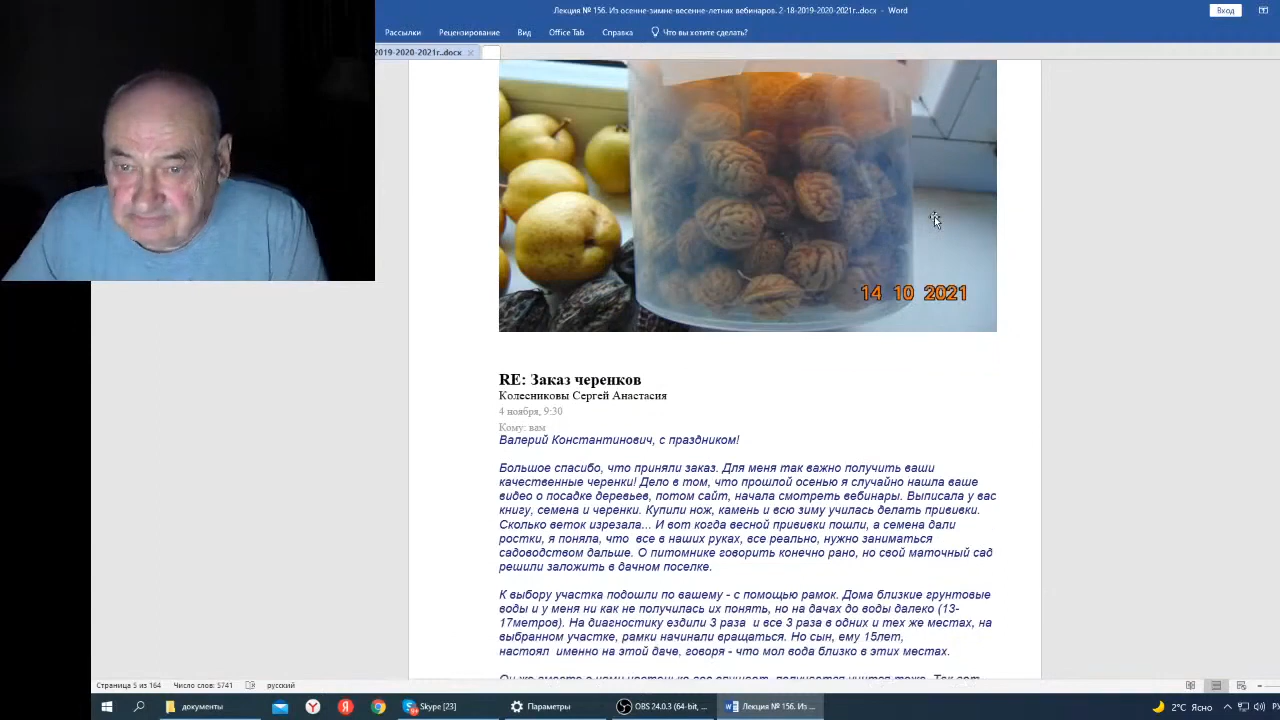 Лекция № 156. Из осенне-зимне-весенне-летних вебинаров. 2-18-2019-2020-2021г..docx - Word
Вход
Рассылки Рецензирование Вид Office Tab Справка Что вы хотите сделать?
2019-2020-2021г..docx
14 10 2021
RE: Заказ черенков
Колесниковы Сергей Анастасия
4 ноября, 9:30
Кому: вам
Валерий Константинович, с праздником!
Большое спасибо, что приняли заказ. Для меня так важно получить ваши
качественные черенки! Дело в том, что прошлой осенью я случайно нашла ваше
видео о посадке деревьев, потом сайт, начала смотреть вебинары. Выписала у вас
книгу, семена и черенки. Купили нож, камень и всю зиму училась делать прививки.
Сколько веток изрезала... И вот когда весной прививки пошли, а семена дали
ростки, я поняла, что все в наших руках, все реально, нужно заниматься
садоводством дальше. О питомнике говорить конечно рано, но свой маточный сад
решили заложить в дачном поселке.
К выбору участка подошли по вашему - с помощью рамок. Дома близкие грунтовые
воды и у меня ни как не получилась их понять, но на дачах до воды далеко (13-
17метров). На диагностику ездили 3 раза и все 3 раза в одних и тех же местах, на
выбранном участке, рамки начинали вращаться. Но сын, ему 15лет,
настоял именно на этой даче, говоря - что мол вода близко в этих местах.
Страница 5 из 164 Число слов: 5741 русский
документы Skype [23] Параметры OBS 24.0.3 (64-bit, ... Лекция № 156. Из ... 2°C Ясно